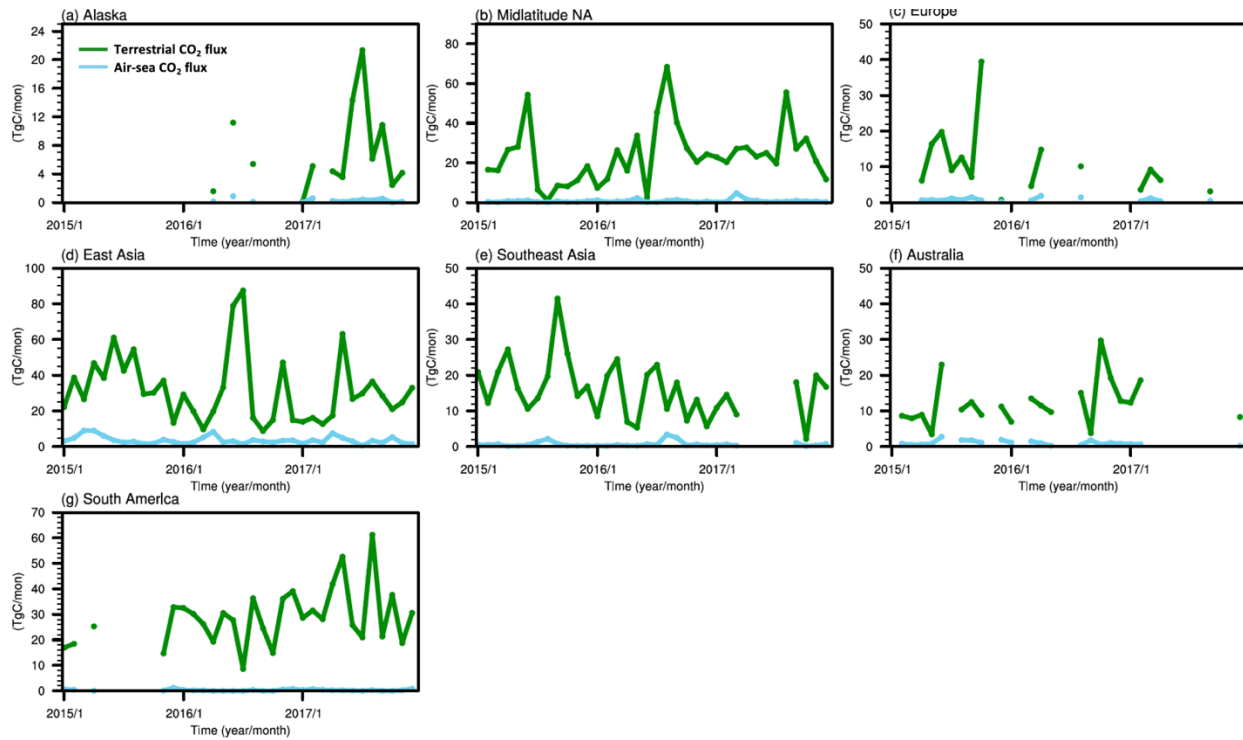 (a) Alaska
(TgC/mon)
24
20
16
12
8
4
0
Terrestrial CO₂ flux
Air-sea CO₂ flux
2015/1 2016/1 2017/1
Time (year/month)
(b) Midlatitude NA
(TgC/mon)
80
60
40
20
0
2015/1 2016/1 2017/1
Time (year/month)
(c) Europe
(TgC/mon)
50
40
30
20
10
0
2015/1 2016/1 2017/1
Time (year/month)
(d) East Asia
(TgC/mon)
100
80
60
40
20
0
2015/1 2016/1 2017/1
Time (year/month)
(e) Southeast Asia
(TgC/mon)
50
40
30
20
10
0
2015/1 2016/1 2017/1
Time (year/month)
(f) Australia
(TgC/mon)
50
40
30
20
10
0
2015/1 2016/1 2017/1
Time (year/month)
(g) South America
(TgC/mon)
70
60
50
40
30
20
10
0
2015/1 2016/1 2017/1
Time (year/month)